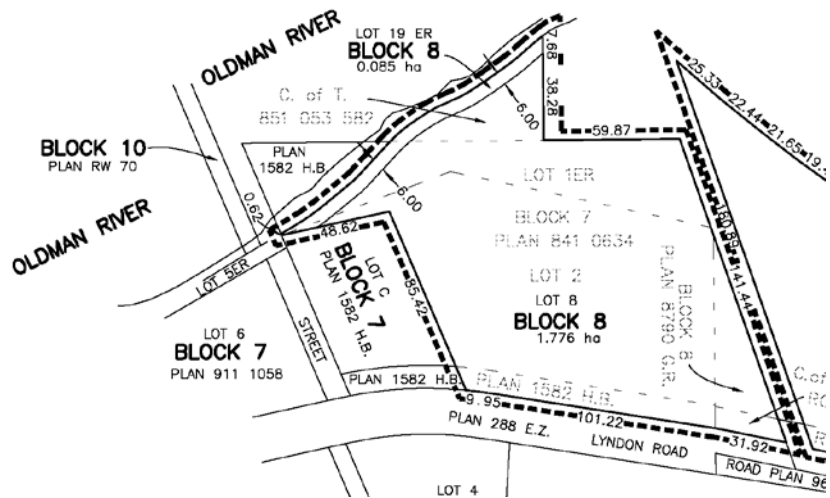 OLDMAN RIVER
LOT 19 ER
BLOCK 8
0.085 ha
7.68
38.28
25.33
22.44
21.65
C. of T.
851 053 582
6.00
59.87
BLOCK 10
PLAN RW 70
PLAN
1582 H.B.
LOT 1ER
0.62
6.00
OLDMAN RIVER
48.62
BLOCK 7
PLAN 841 0634
180.89
LOT 5ER
LOT C
BLOCK 7
PLAN 1582 H.B.
85.42
LOT 2
LOT 8
BLOCK 8
1.776 ha
BLOCK 8
PLAN 8790 G.R.
141.44
LOT 6
BLOCK 7
PLAN 911 1058
STREET
PLAN 1582 H.B.
PLAN 1582 H.B.
C.of
9.95
101.22
31.92
PLAN 288 E.Z.
LYNDON ROAD
ROAD PLAN 96
LOT 4